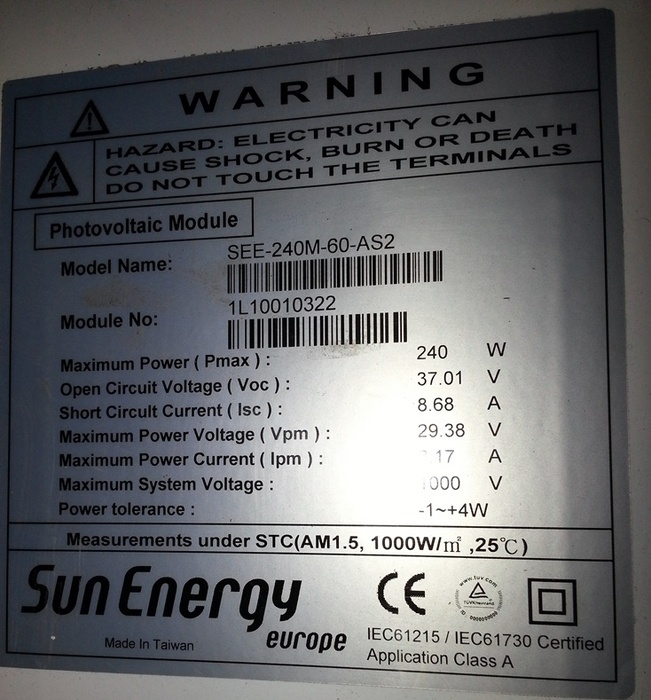 WARNING
HAZARD: ELECTRICITY CAN
CAUSE SHOCK, BURN OR DEATH
DO NOT TOUCH THE TERMINALS
Photovoltaic Module
Model Name: SEE-240M-60-AS2
Module No: 1L10010322
Maximum Power ( Pmax ) : 240 W
Open Circuit Voltage ( Voc ) : 37.01 V
Short Circuit Current ( Isc ) : 8.68 A
Maximum Power Voltage ( Vpm ) : 29.38 V
Maximum Power Current ( Ipm ) : A
Maximum System Voltage : 1000 V
Power tolerance : -1~+4W
Measurements under STC(AM1.5, 1000W/㎡ ,25℃)
Sun Energy
europe
Made In Taiwan
CE
www.tuv.com
TÜVRheinland
IEC61215 / IEC61730 Certified
Application Class A